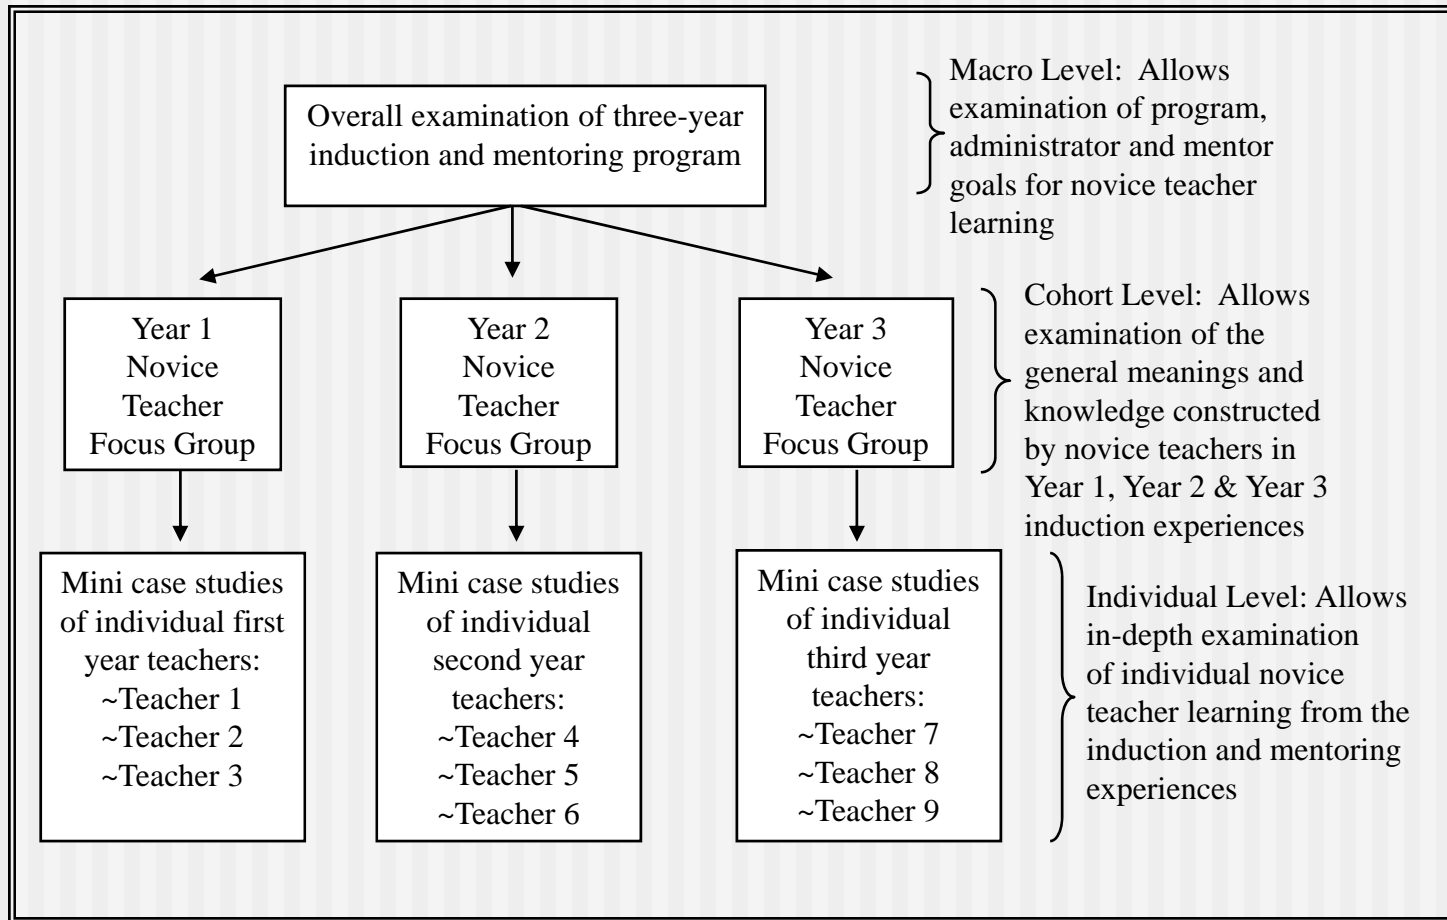 Overall examination of three-year
induction and mentoring program
Macro Level:  Allows
examination of program,
administrator and mentor
goals for novice teacher
learning
Year 1
Novice
Teacher
Focus Group
Year 2
Novice
Teacher
Focus Group
Year 3
Novice
Teacher
Focus Group
Cohort Level:  Allows
examination of the
general meanings and
knowledge constructed
by novice teachers in
Year 1, Year 2 & Year 3
induction experiences
Mini case studies
of individual first
year teachers:
~Teacher 1
~Teacher 2
~Teacher 3
Mini case studies
of individual
second year
teachers:
~Teacher 4
~Teacher 5
~Teacher 6
Mini case studies
of individual
third year
teachers:
~Teacher 7
~Teacher 8
~Teacher 9
Individual Level: Allows
in-depth examination
of individual novice
teacher learning from the
induction and mentoring
experiences